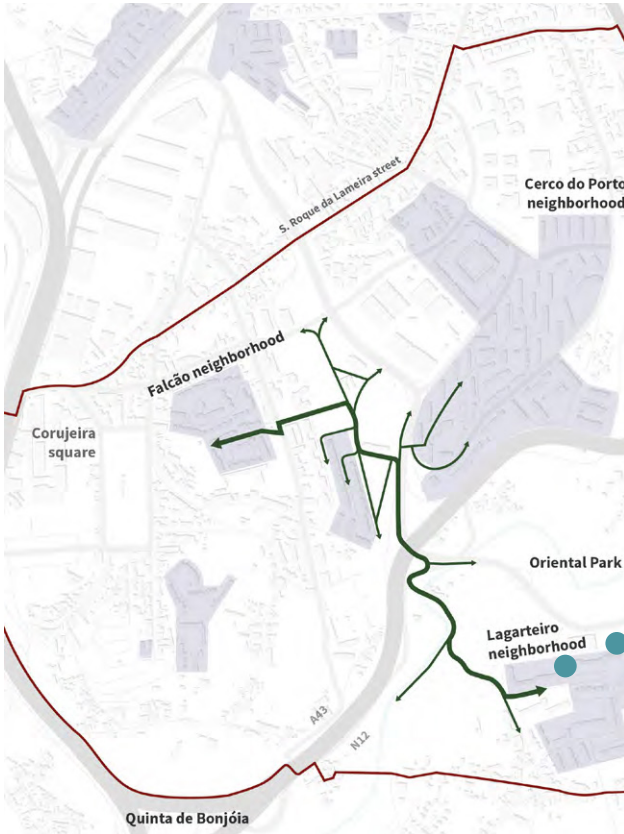 S. Roque da Lameira street
Cerco do Porto
neighborhood
Falcão neighborhood
Corujeira
square
Oriental Park
Lagarteiro
neighborhood
A43
N12
Quinta de Bonjóia